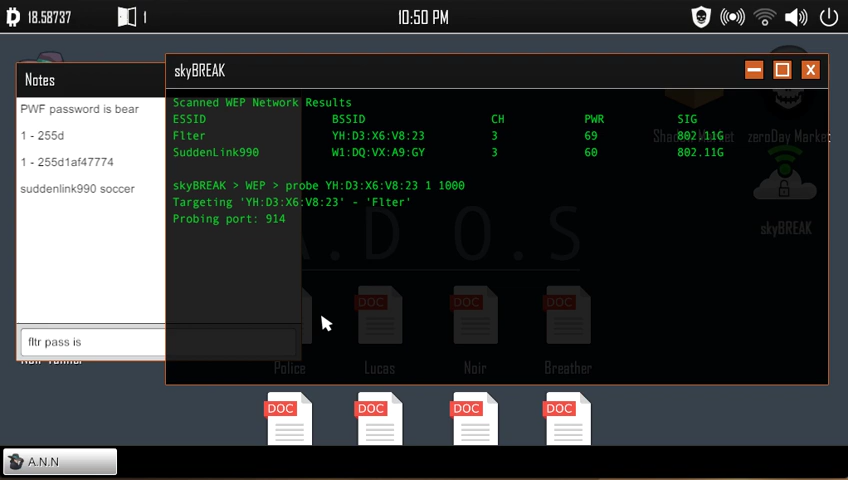 18.58737
1
10:50 PM
Notes
PWF password is bear
1 - 255d
1 - 255d1af47774
suddenlink990 soccer
fltr pass is
skyBREAK
Scanned WEP Network Results
ESSID BSSID CH PWR SIG
Flter YH:D3:X6:V8:23 3 69 802.11G
SuddenLink990 W1:DQ:VX:A9:GY 3 60 802.11G
skyBREAK > WEP > probe YH:D3:X6:V8:23 1 1000
Targeting 'YH:D3:X6:V8:23' - 'Flter'
Probing port: 914
A.D O.S
zeroDay Market
skyBREAK
DOC DOC DOC
Police Lucas Noir Breather
DOC DOC DOC DOC
A.N.N